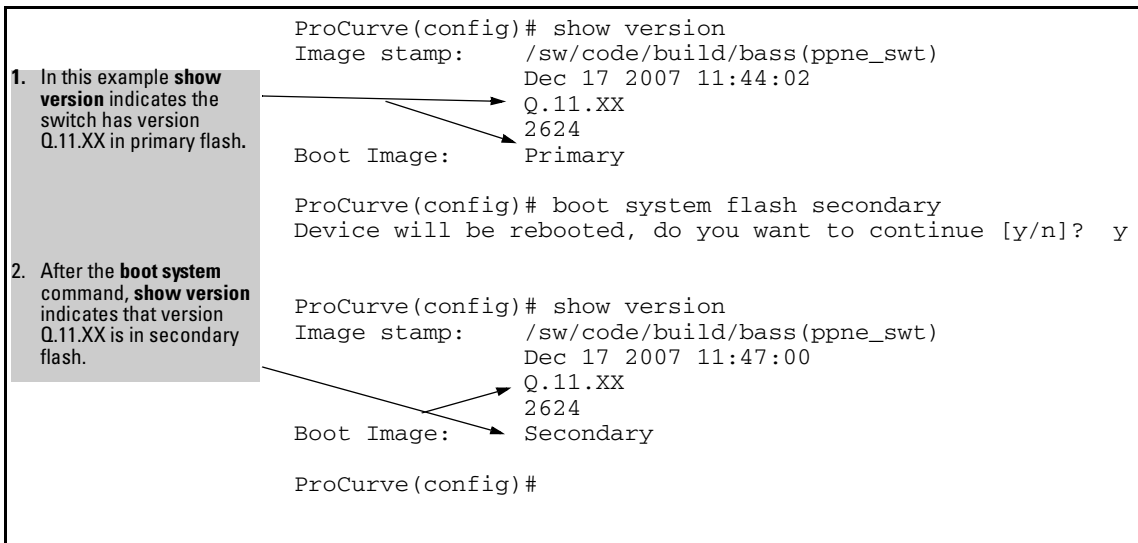 ProCurve(config)# show version
Image stamp: /sw/code/build/bass(ppne_swt)
Dec 17 2007 11:44:02
Q.11.XX
2624
Boot Image: Primary
1. In this example show
version indicates the
switch has version
Q.11.XX in primary flash.
ProCurve(config)# boot system flash secondary
Device will be rebooted, do you want to continue [y/n]? y
2. After the boot system
command, show version
indicates that version
Q.11.XX is in secondary
flash.
ProCurve(config)# show version
Image stamp: /sw/code/build/bass(ppne_swt)
Dec 17 2007 11:47:00
Q.11.XX
2624
Boot Image: Secondary
ProCurve(config)#